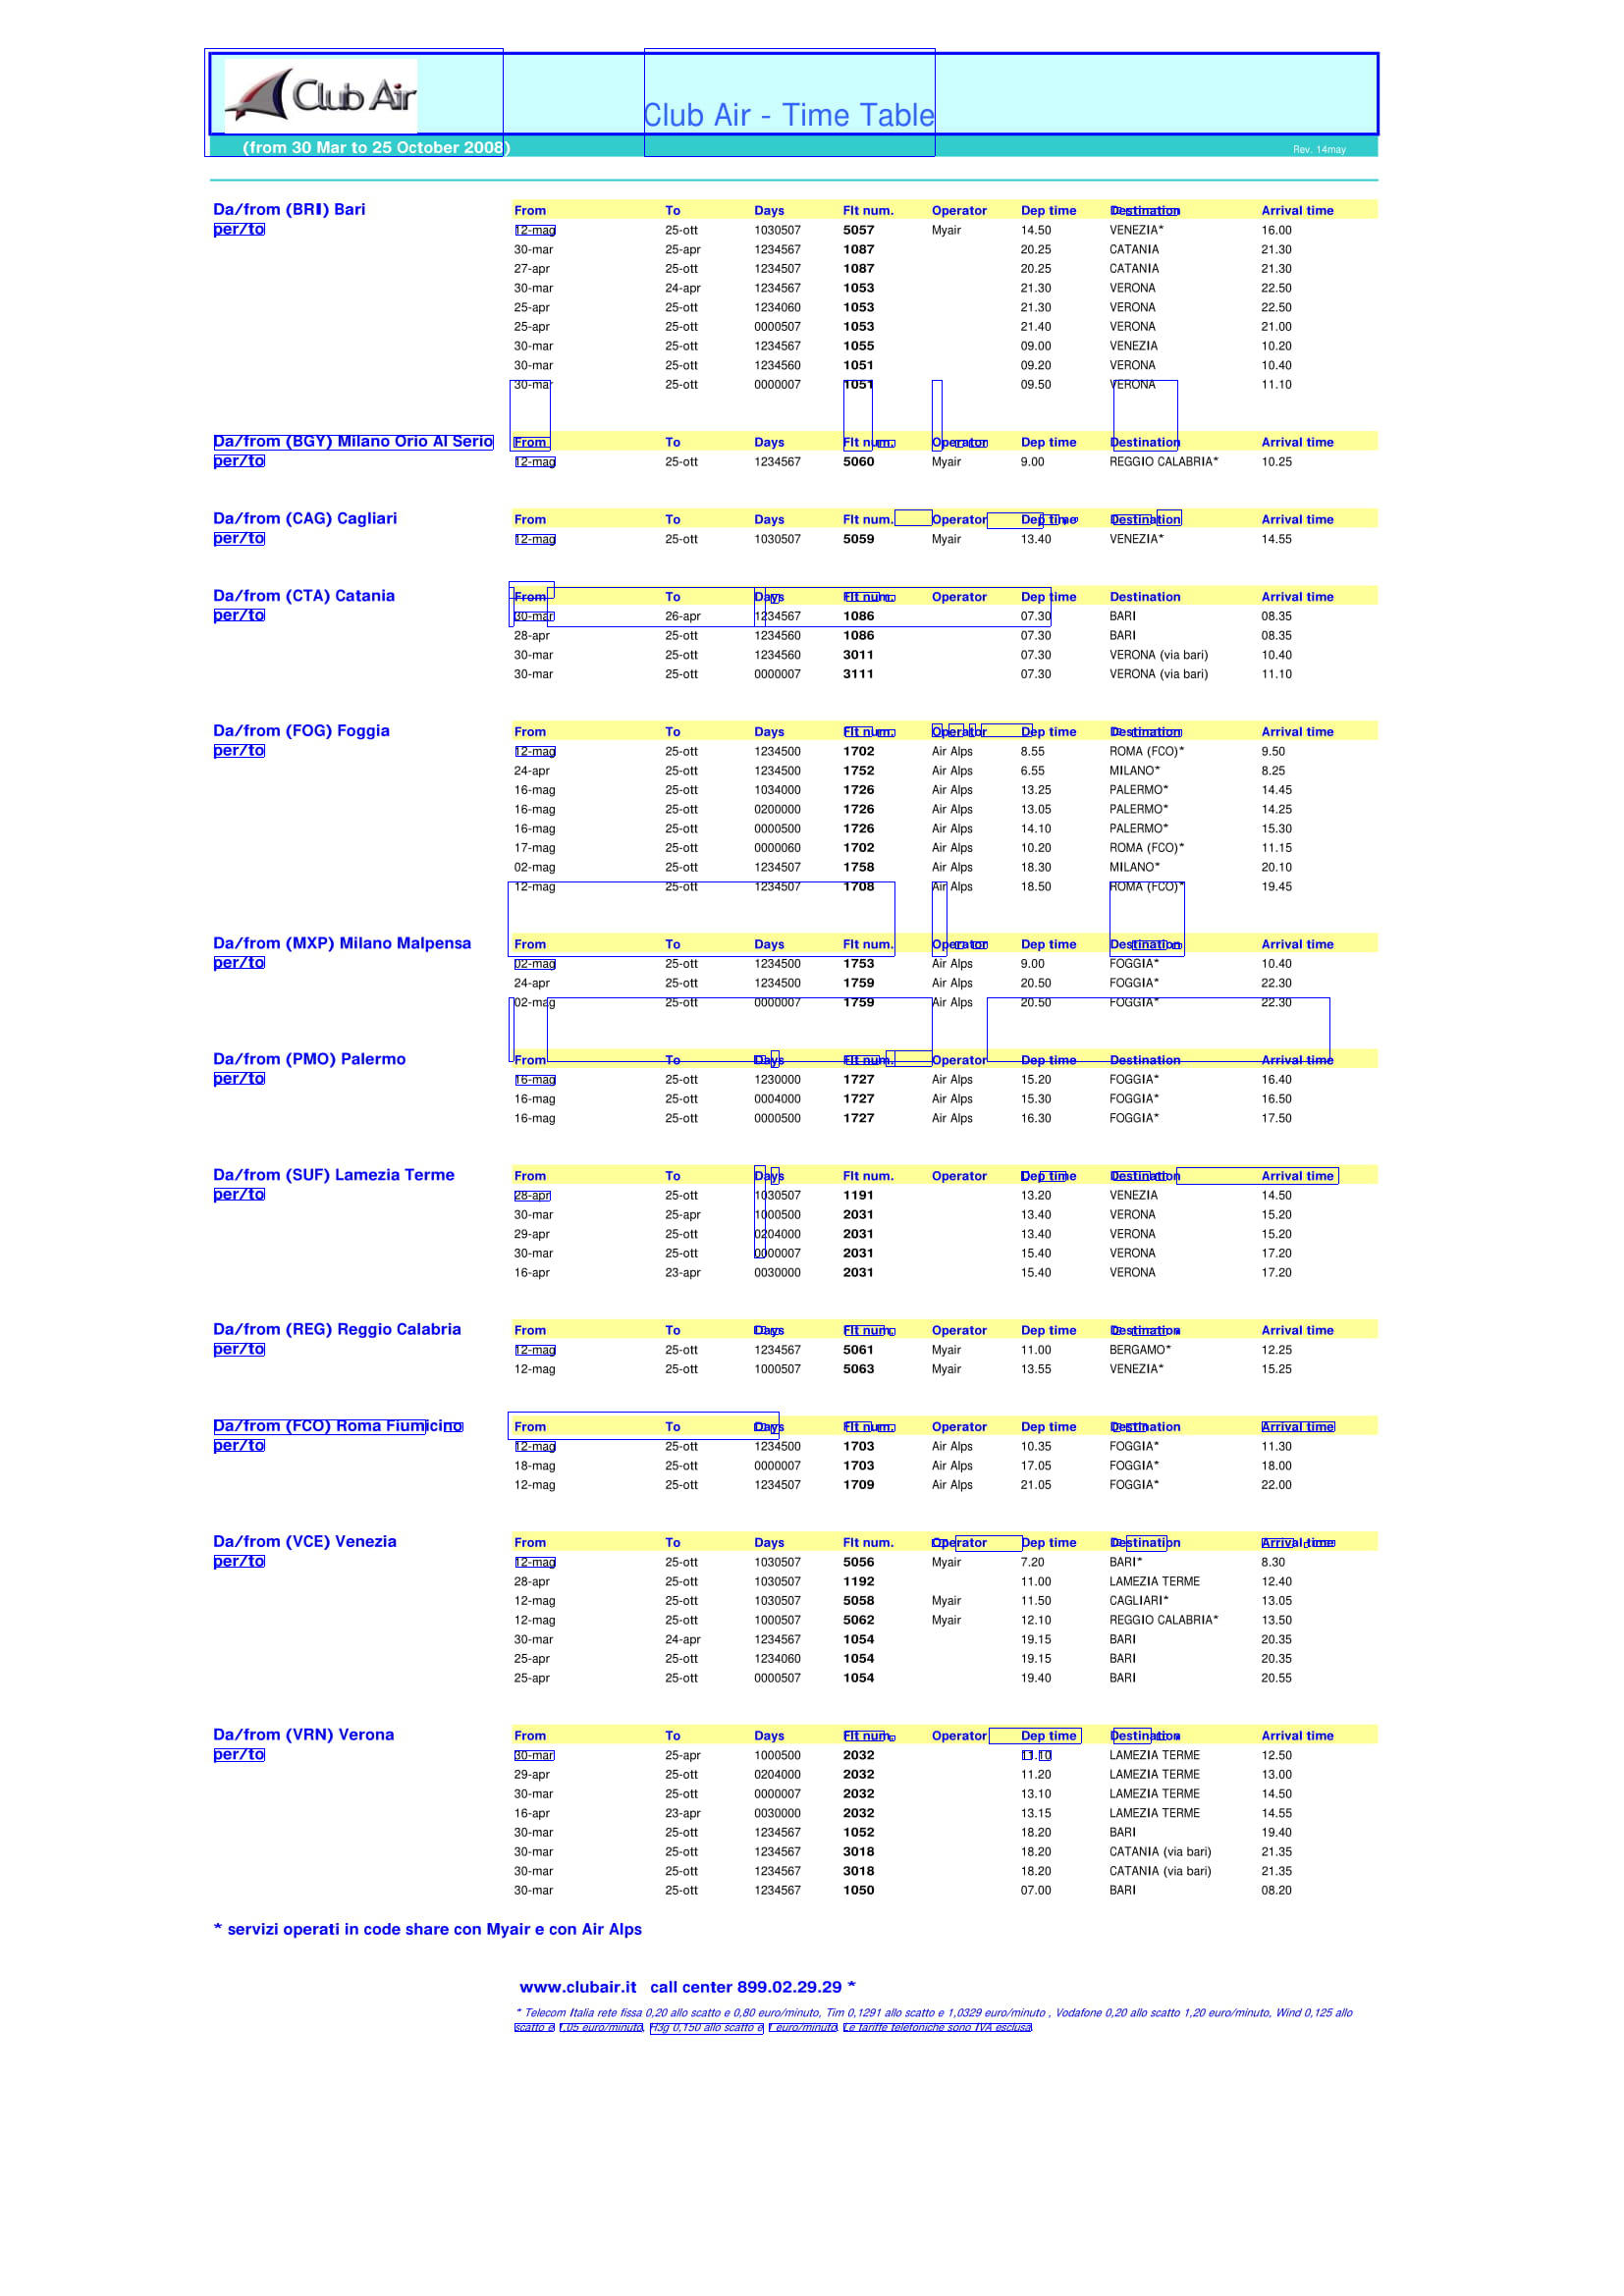 Club Air
Club Air - Time Table
(from 30 Mar to 25 October 2008) Rev. 14may
Da/from (BRI) Bari From To Days Flt num. Operator Dep time Destination Arrival time
per/to 12-mag 25-ott 1030507 5057 Myair 14.50 VENEZIA* 16.00
30-mar 25-apr 1234567 1087 20.25 CATANIA 21.30
27-apr 25-ott 1234507 1087 20.25 CATANIA 21.30
30-mar 24-apr 1234567 1053 21.30 VERONA 22.50
25-apr 25-ott 1234060 1053 21.30 VERONA 22.50
25-apr 25-ott 0000507 1053 21.40 VERONA 21.00
30-mar 25-ott 1234567 1055 09.00 VENEZIA 10.20
30-mar 25-ott 1234560 1051 09.20 VERONA 10.40
30-mar 25-ott 0000007 1051 09.50 VERONA 11.10
Da/from (BGY) Milano Orio Al Serio From To Days Flt num. Operator Dep time Destination Arrival time
per/to 12-mag 25-ott 1234567 5060 Myair 9.00 REGGIO CALABRIA* 10.25
Da/from (CAG) Cagliari From To Days Flt num. Operator Dep time Destination Arrival time
per/to 12-mag 25-ott 1030507 5059 Myair 13.40 VENEZIA* 14.55
Da/from (CTA) Catania From To Days Flt num. Operator Dep time Destination Arrival time
per/to 30-mar 26-apr 1234567 1086 07.30 BARI 08.35
28-apr 25-ott 1234560 1086 07.30 BARI 08.35
30-mar 25-ott 1234560 3011 07.30 VERONA (via bari) 10.40
30-mar 25-ott 0000007 3111 07.30 VERONA (via bari) 11.10
Da/from (FOG) Foggia From To Days Flt num. Operator Dep time Destination Arrival time
per/to 12-mag 25-ott 1234500 1702 Air Alps 8.55 ROMA (FCO)* 9.50
24-apr 25-ott 1234500 1752 Air Alps 6.55 MILANO* 8.25
16-mag 25-ott 1034000 1726 Air Alps 13.25 PALERMO* 14.45
16-mag 25-ott 0200000 1726 Air Alps 13.05 PALERMO* 14.25
16-mag 25-ott 0000500 1726 Air Alps 14.10 PALERMO* 15.30
17-mag 25-ott 0000060 1702 Air Alps 10.20 ROMA (FCO)* 11.15
02-mag 25-ott 1234507 1758 Air Alps 18.30 MILANO* 20.10
12-mag 25-ott 1234507 1708 Air Alps 18.50 ROMA (FCO)* 19.45
Da/from (MXP) Milano Malpensa From To Days Flt num. Operator Dep time Destination Arrival time
per/to 02-mag 25-ott 1234500 1753 Air Alps 9.00 FOGGIA* 10.40
24-apr 25-ott 1234500 1759 Air Alps 20.50 FOGGIA* 22.30
02-mag 25-ott 0000007 1759 Air Alps 20.50 FOGGIA* 22.30
Da/from (PMO) Palermo From To Days Flt num. Operator Dep time Destination Arrival time
per/to 16-mag 25-ott 1230000 1727 Air Alps 15.20 FOGGIA* 16.40
16-mag 25-ott 0004000 1727 Air Alps 15.30 FOGGIA* 16.50
16-mag 25-ott 0000500 1727 Air Alps 16.30 FOGGIA* 17.50
Da/from (SUF) Lamezia Terme From To Days Flt num. Operator Dep time Destination Arrival time
per/to 28-apr 25-ott 1030507 1191 13.20 VENEZIA 14.50
30-mar 25-apr 1000500 2031 13.40 VERONA 15.20
29-apr 25-ott 0204000 2031 13.40 VERONA 15.20
30-mar 25-ott 0000007 2031 15.40 VERONA 17.20
16-apr 23-apr 0030000 2031 15.40 VERONA 17.20
Da/from (REG) Reggio Calabria From To Days Flt num. Operator Dep time Destination Arrival time
per/to 12-mag 25-ott 1234567 5061 Myair 11.00 BERGAMO* 12.25
12-mag 25-ott 1000507 5063 Myair 13.55 VENEZIA* 15.25
Da/from (FCO) Roma Fiumicino From To Days Flt num. Operator Dep time Destination Arrival time
per/to 12-mag 25-ott 1234500 1703 Air Alps 10.35 FOGGIA* 11.30
18-mag 25-ott 0000007 1703 Air Alps 17.05 FOGGIA* 18.00
12-mag 25-ott 1234507 1709 Air Alps 21.05 FOGGIA* 22.00
Da/from (VCE) Venezia From To Days Flt num. Operator Dep time Destination Arrival time
per/to 12-mag 25-ott 1030507 5056 Myair 7.20 BARI* 8.30
28-apr 25-ott 1030507 1192 11.00 LAMEZIA TERME 12.40
12-mag 25-ott 1030507 5058 Myair 11.50 CAGLIARI* 13.05
12-mag 25-ott 1000507 5062 Myair 12.10 REGGIO CALABRIA* 13.50
30-mar 24-apr 1234567 1054 19.15 BARI 20.35
25-apr 25-ott 1234060 1054 19.15 BARI 20.35
25-apr 25-ott 0000507 1054 19.40 BARI 20.55
Da/from (VRN) Verona From To Days Flt num. Operator Dep time Destination Arrival time
per/to 30-mar 25-apr 1000500 2032 11.10 LAMEZIA TERME 12.50
29-apr 25-ott 0204000 2032 11.20 LAMEZIA TERME 13.00
30-mar 25-ott 0000007 2032 13.10 LAMEZIA TERME 14.50
16-apr 23-apr 0030000 2032 13.15 LAMEZIA TERME 14.55
30-mar 25-ott 1234567 1052 18.20 BARI 19.40
30-mar 25-ott 1234567 3018 18.20 CATANIA (via bari) 21.35
30-mar 25-ott 1234567 3018 18.20 CATANIA (via bari) 21.35
30-mar 25-ott 1234567 1050 07.00 BARI 08.20
* servizi operati in code share con Myair e con Air Alps
www.clubair.it call center 899.02.29.29 *
* Telecom Italia rete fissa 0,20 allo scatto e 0,80 euro/minuto, Tim 0,1291 allo scatto e 1,0329 euro/minuto , Vodafone 0,20 allo scatto 1,20 euro/minuto, Wind 0,125 allo
scatto e 1,05 euro/minuto, H3g 0,150 allo scatto e 1 euro/minuto. Le tariffe telefoniche sono IVA esclusa.